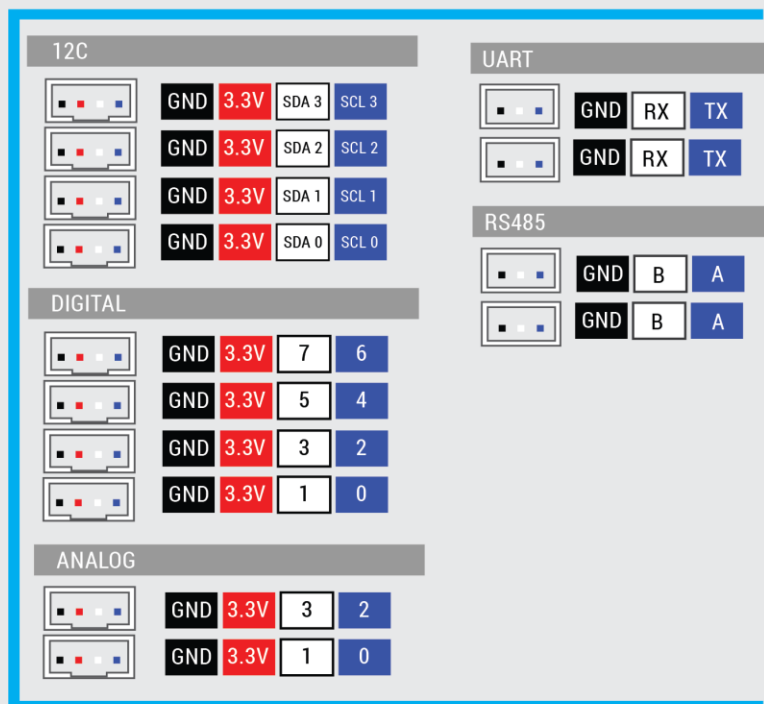 12C
GND 3.3V SDA 3 SCL 3
GND 3.3V SDA 2 SCL 2
GND 3.3V SDA 1 SCL 1
GND 3.3V SDA 0 SCL 0
DIGITAL
GND 3.3V 7 6
GND 3.3V 5 4
GND 3.3V 3 2
GND 3.3V 1 0
ANALOG
GND 3.3V 3 2
GND 3.3V 1 0
UART
GND RX TX
GND RX TX
RS485
GND B A
GND B A